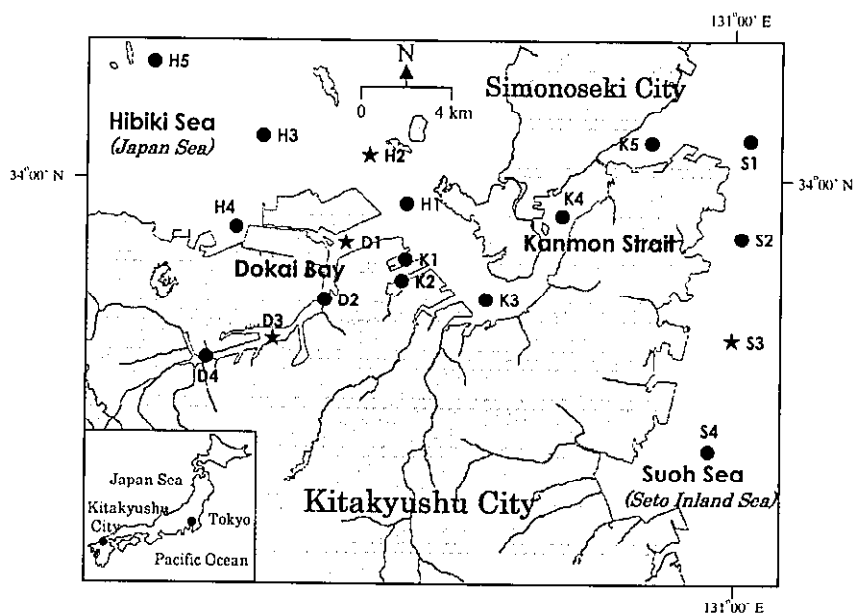 131°00' E
H5
N
Simonoseki City
0 4 km
Hibiki Sea
(Japan Sea)
H3
H2
K5
S1
34°00' N
34°00' N
H1
K4
H4
D1
Kanmon Strait
S2
Dokai Bay
K1
K2
D2
K3
D3
S3
D4
S4
Suoh Sea
(Seto Inland Sea)
Kitakyushu City
Japan Sea
Kitakyushu
City
Tokyo
Pacific Ocean
131°00' E